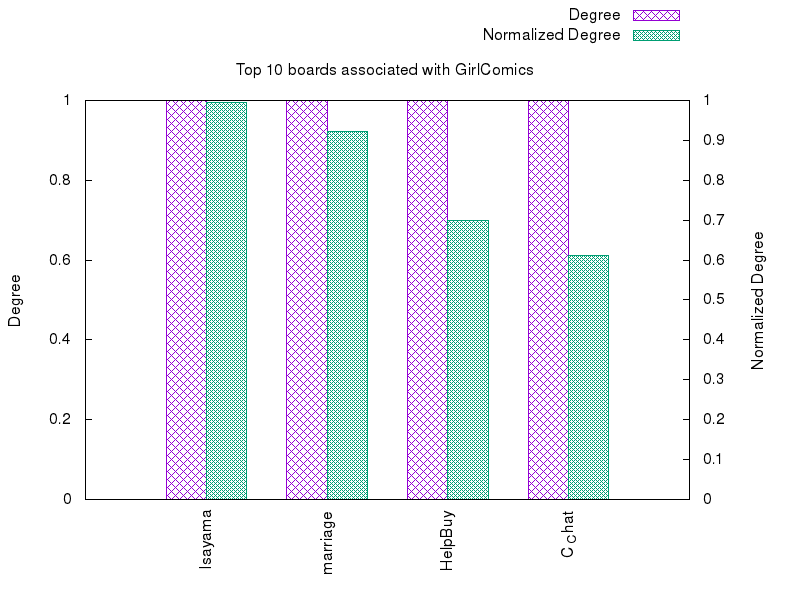 Degree
Normalized Degree
Top 10 boards associated with GirlComics
1
0.8
0.6
0.4
0.2
0
Degree
1
0.9
0.8
0.7
0.6
0.5
0.4
0.3
0.2
0.1
0
Normalized Degree
Isayama
marriage
HelpBuy
C_Chat